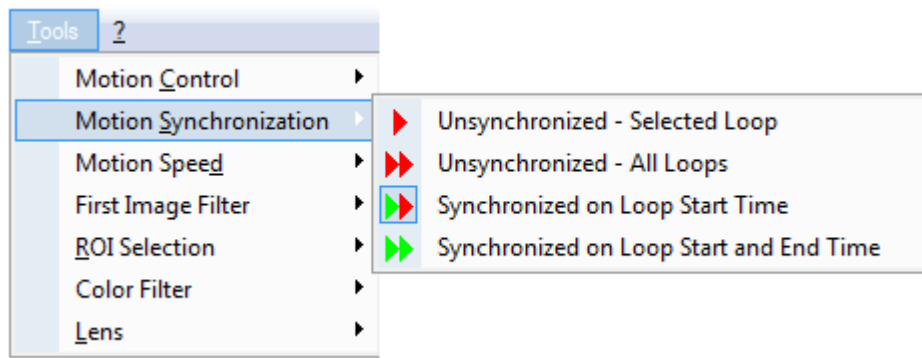 Tools ?
Motion Control
Motion Synchronization
Motion Speed
First Image Filter
ROI Selection
Color Filter
Lens
Unsynchronized - Selected Loop
Unsynchronized - All Loops
Synchronized on Loop Start Time
Synchronized on Loop Start and End Time